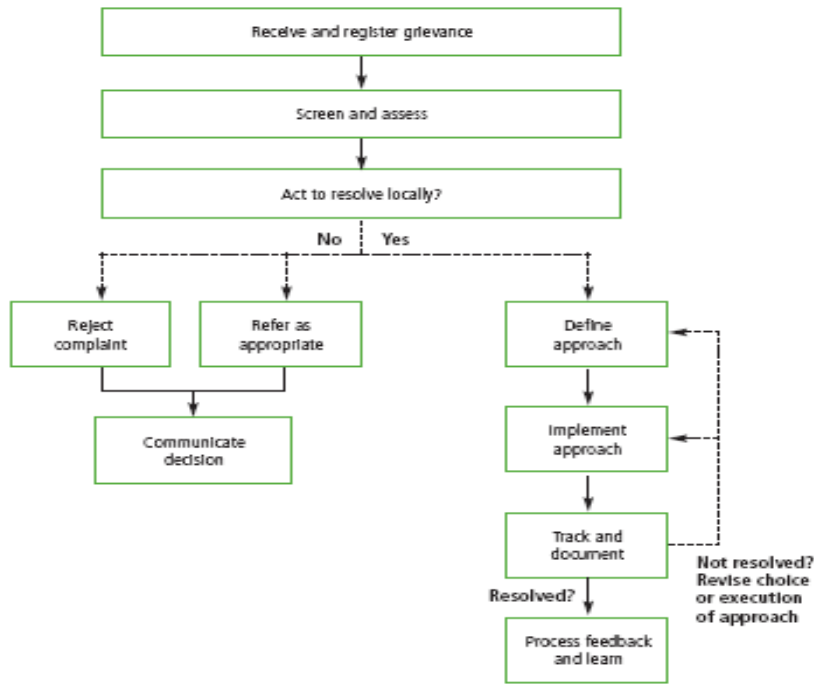 Receive and register grievance
Screen and assess
Act to resolve locally?
No
Yes
Reject
complaint
Refer as
appropriate
Define
approach
Communicate
decision
Implement
approach
Track and
document
Not resolved?
Revise choice
or execution
of approach
Resolved?
Process feedback
and learn